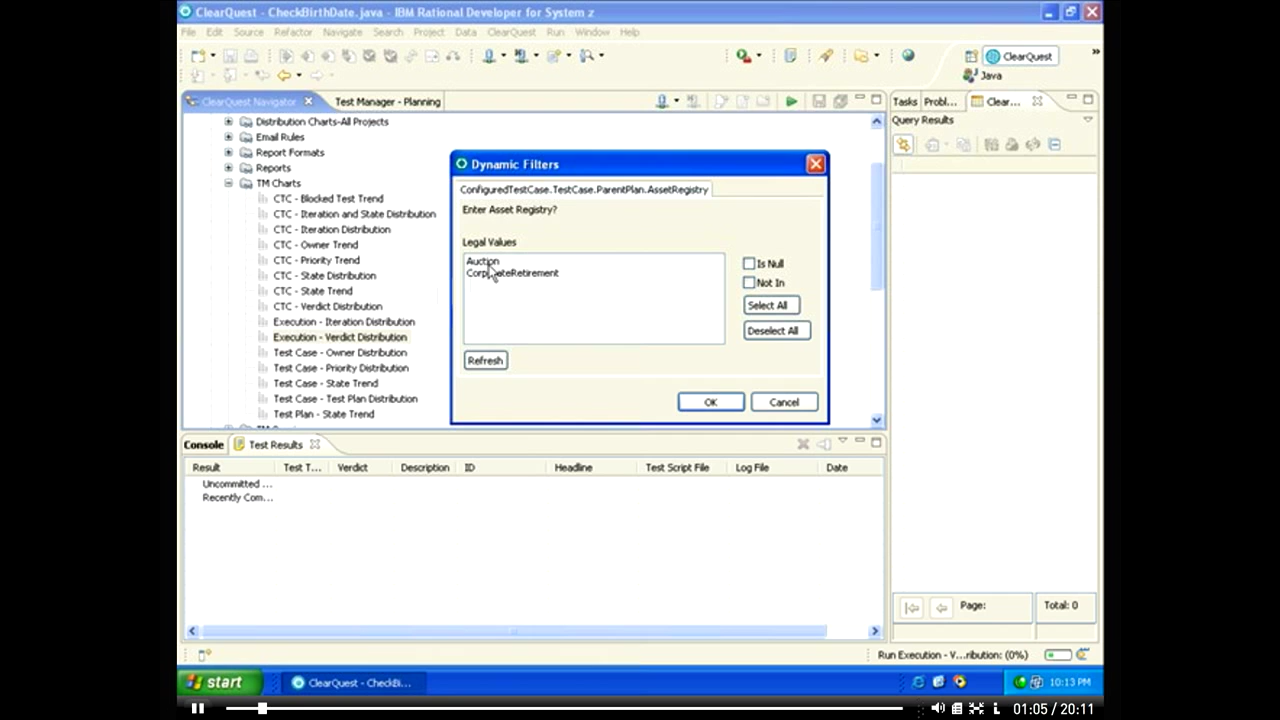 ClearQuest - CheckBirthDate.java - IBM Rational Developer for System z
File Edit Source Refactor Navigate Search Project Data ClearQuest Run Window Help
ClearQuest
Java
ClearQuest Navigator
Test Manager - Planning
Tasks
Probl...
Clear...
Query Results
Distribution Charts-All Projects
Email Rules
Report Formats
Reports
TM Charts
CTC - Blocked Test Trend
CTC - Iteration and State Distribution
CTC - Iteration Distribution
CTC - Owner Trend
CTC - Priority Trend
CTC - State Distribution
CTC - State Trend
CTC - Verdict Distribution
Execution - Iteration Distribution
Execution - Verdict Distribution
Test Case - Owner Distribution
Test Case - Priority Distribution
Test Case - State Trend
Test Case - Test Plan Distribution
Test Plan - State Trend
Dynamic Filters
ConfiguredTestCase.TestCase.ParentPlan.AssetRegistry
Enter Asset Registry?
Legal Values
Auction
CorporateRetirement
Is Null
Not In
Select All
Deselect All
Refresh
OK
Cancel
Console
Test Results
Result Test T... Verdict Description ID Headline Test Script File Log File Date
Uncommitted ...
Recently Com...
Page:
Total: 0
Run Execution - V...ribution: (0%)
start
ClearQuest - CheckBi...
10:13 PM
01:05 / 20:11